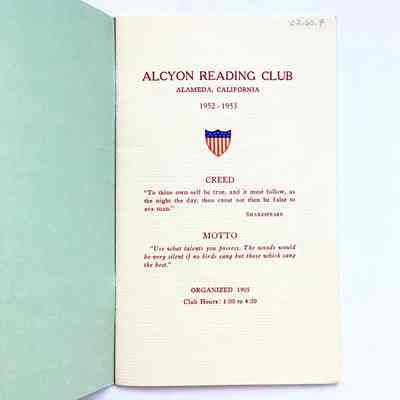 02.60.9
ALCYON READING CLUB
ALAMEDA, CALIFORNIA
1952 - 1953
CREED
"To thine own self be true, and it must follow, as
the night the day, thou canst not then be false to
any man."
SHAKESPEARE
MOTTO
"Use what talents you possess. The woods would
be very silent if no birds sang but those which sang
the best."
ORGANIZED 1905
Club Hours: 1:00 to 4:30